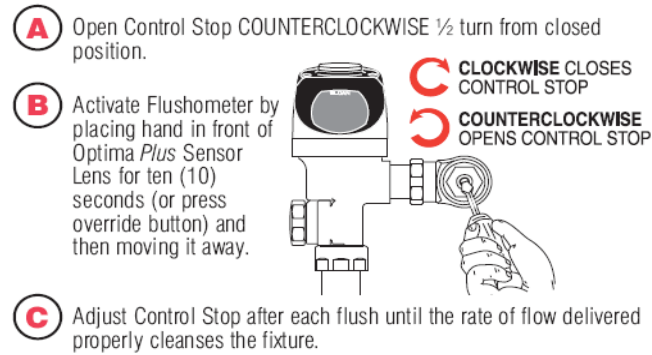 A Open Control Stop COUNTERCLOCKWISE ½ turn from closed
position.
CLOCKWISE CLOSES
CONTROL STOP
COUNTERCLOCKWISE
OPENS CONTROL STOP
B Activate Flushometer by
placing hand in front of
Optima Plus Sensor
Lens for ten (10)
seconds (or press
override button) and
then moving it away.
C Adjust Control Stop after each flush until the rate of flow delivered
properly cleanses the fixture.